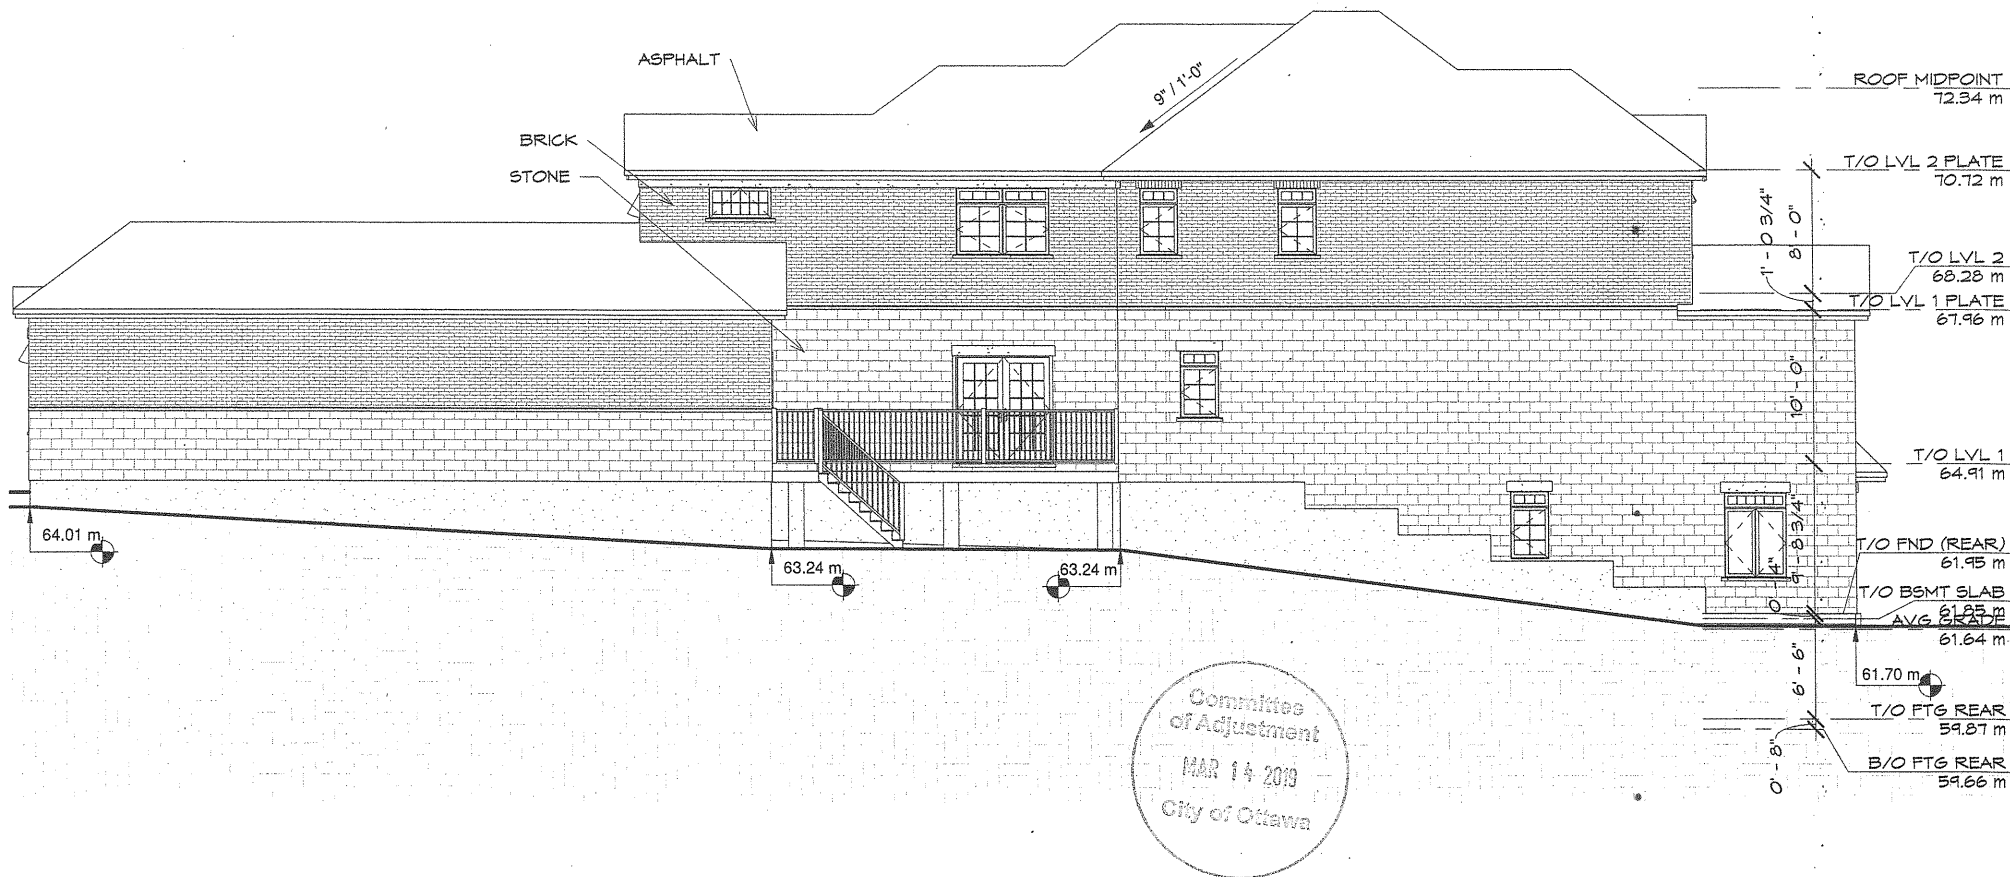 ASPHALT
BRICK
STONE
9" / 1'-0"
ROOF MIDPOINT
72.34 m
T/O LVL 2 PLATE
70.72 m
8' - 0"
1' - 0 3/4"
T/O LVL 2
68.28 m
T/O LVL 1 PLATE
67.96 m
10' - 0"
T/O LVL 1
64.91 m
9' - 8 3/4"
0' - 4"
T/O FND (REAR)
61.95 m
T/O BSMT SLAB
61.85 m
AVG GRADE
61.64 m
6' - 6"
T/O FTG REAR
59.87 m
0' - 8"
B/O FTG REAR
59.66 m
64.01 m
63.24 m
63.24 m
61.70 m
Committee
of Adjustment
MAR 14 2019
City of Ottawa